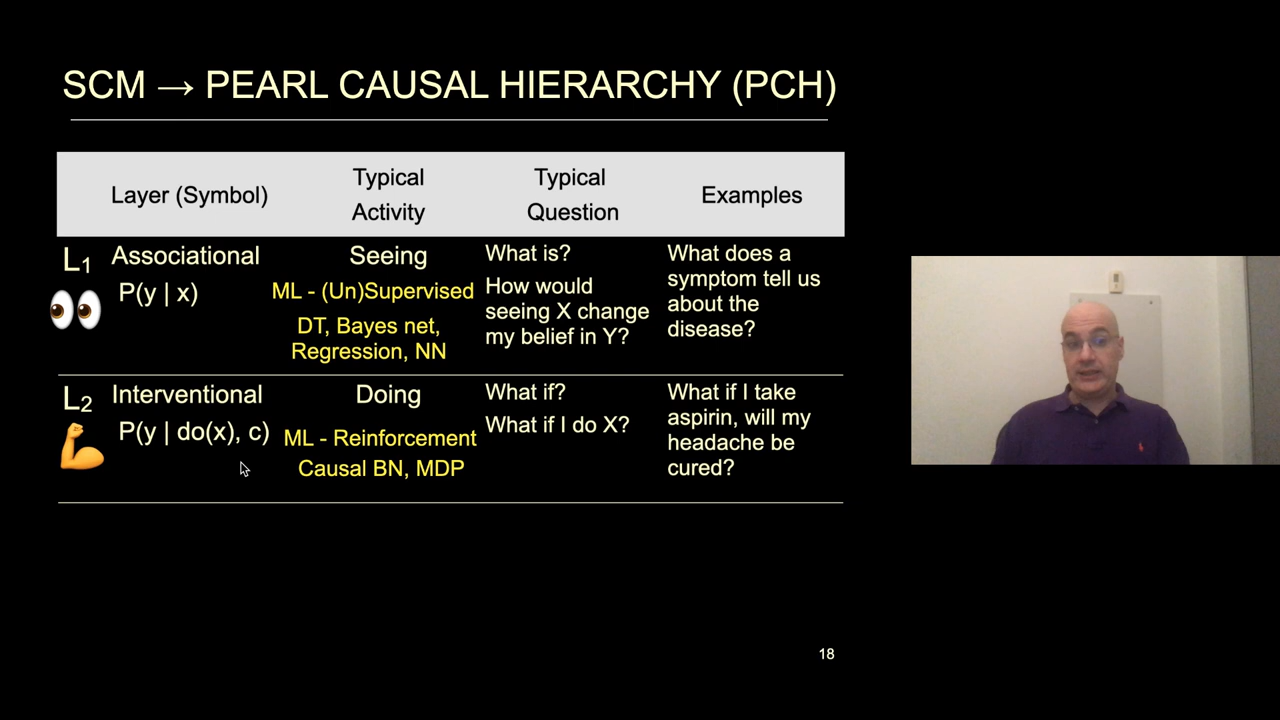 SCM → PEARL CAUSAL HIERARCHY (PCH)
Layer (Symbol)
Typical
Activity
Typical
Question
Examples
L1
Associational
P(y | x)
Seeing
ML - (Un)Supervised
DT, Bayes net,
Regression, NN
What is?
How would
seeing X change
my belief in Y?
What does a
symptom tell us
about the
disease?
L2
Interventional
P(y | do(x), c)
Doing
ML - Reinforcement
Causal BN, MDP
What if?
What if I do X?
What if I take
aspirin, will my
headache be
cured?
18